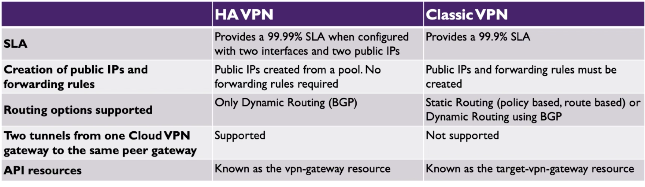 HA VPN Classic VPN
SLA Provides a 99.99% SLA when configured Provides a 99.9% SLA
with two interfaces and two public IPs
Creation of public IPs and Public IPs created from a pool. No Public IPs and forwarding rules must be
forwarding rules forwarding rules required created
Routing options supported Only Dynamic Routing (BGP) Static Routing (policy based, route based) or
Dynamic Routing using BGP
Two tunnels from one Cloud VPN Supported Not supported
gateway to the same peer gateway
API resources Known as the vpn-gateway resource Known as the target-vpn-gateway resource